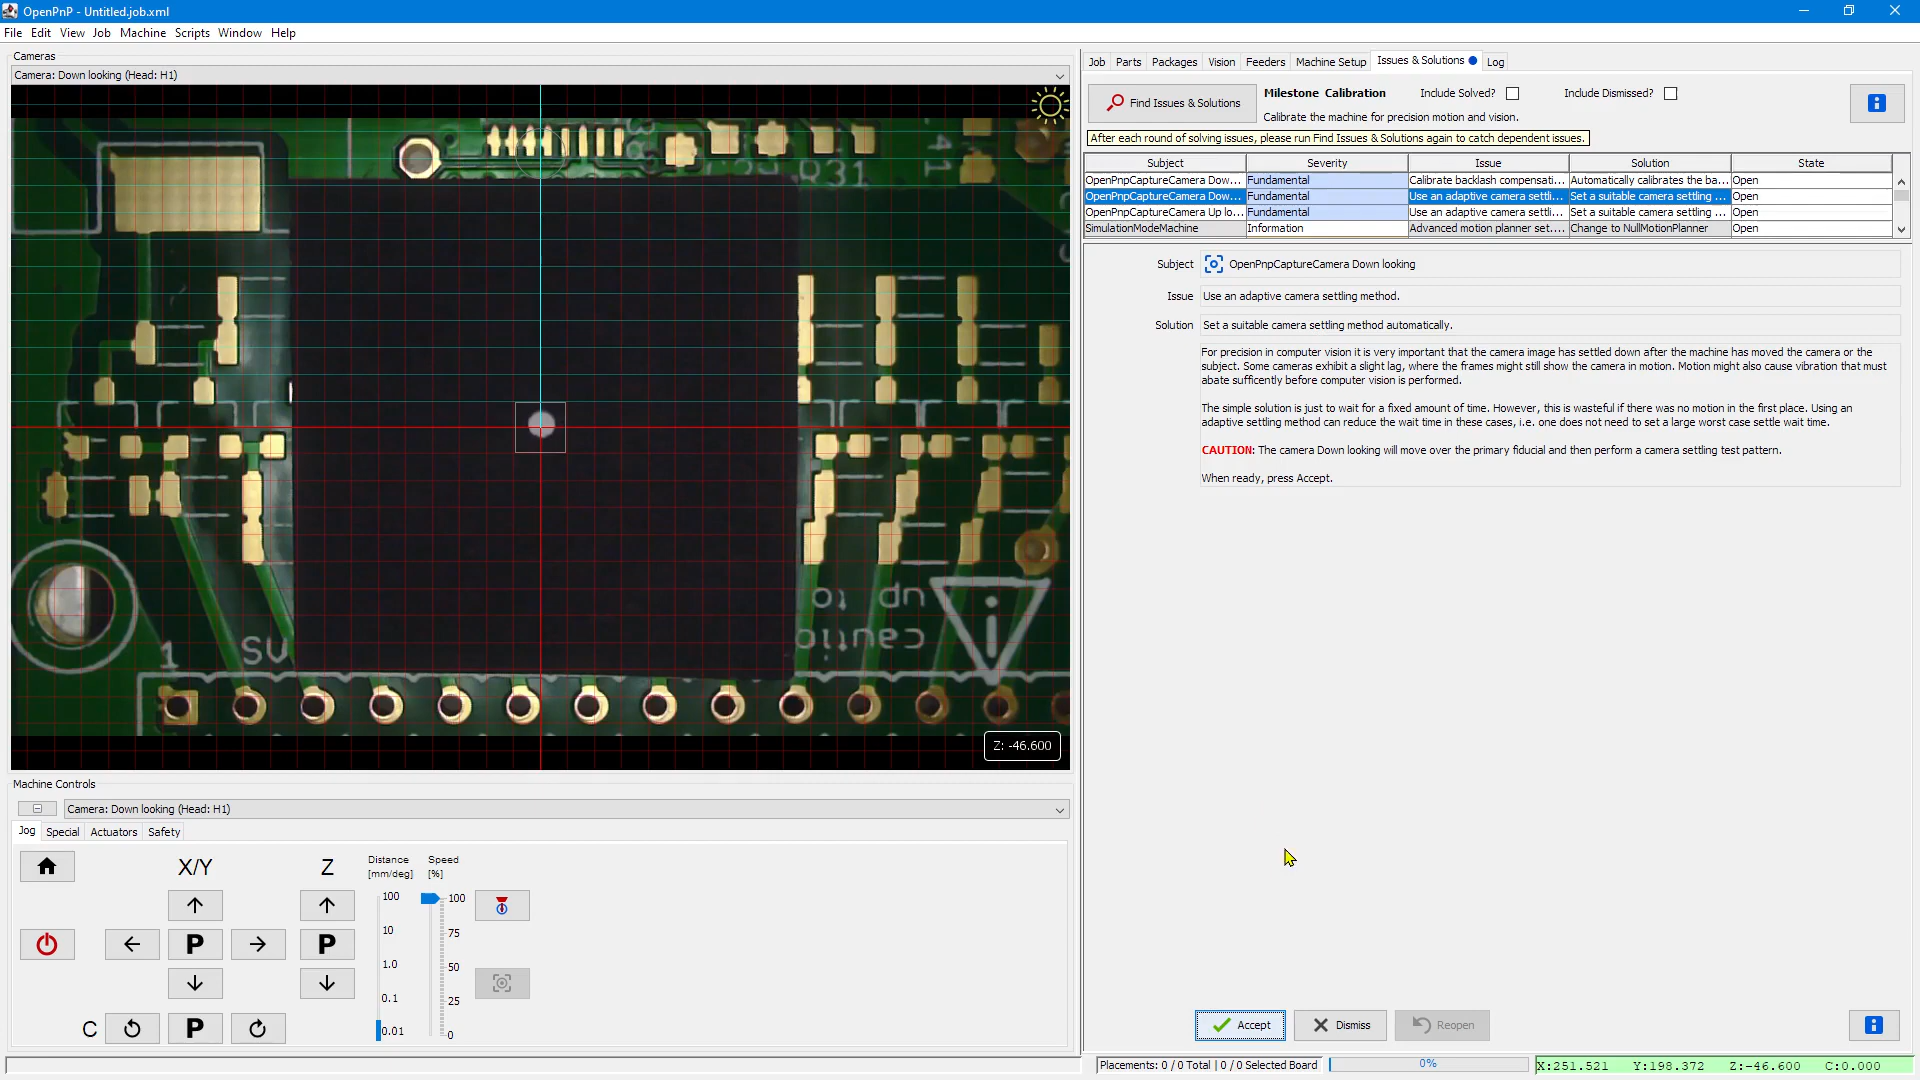 OpenPnP - Untitled.job.xml
File Edit View Job Machine Scripts Window Help
Cameras
Camera: Down looking (Head: H1)
R31
41
1
up to
cautio
Z: -46.600
Machine Controls
Camera: Down looking (Head: H1)
Jog Special Actuators Safety
X/Y Z Distance [mm/deg] Speed [%]
100 100
10 75
1.0 50
0.1 25
0.01 0
P P
C P
Job Parts Packages Vision Feeders Machine Setup Issues & Solutions Log
Find Issues & Solutions
Milestone Calibration Include Solved? Include Dismissed?
Calibrate the machine for precision motion and vision.
After each round of solving issues, please run Find Issues & Solutions again to catch dependent issues.
Subject Severity Issue Solution State
OpenPnpCaptureCamera Dow... Fundamental Calibrate backlash compensati... Automatically calibrates the ba... Open
OpenPnpCaptureCamera Dow... Fundamental Use an adaptive camera settli... Set a suitable camera settling ... Open
OpenPnpCaptureCamera Up lo... Fundamental Use an adaptive camera settli... Set a suitable camera settling ... Open
SimulationModeMachine Information Advanced motion planner set.... Change to NullMotionPlanner Open
Subject OpenPnpCaptureCamera Down looking
Issue Use an adaptive camera settling method.
Solution Set a suitable camera settling method automatically.
For precision in computer vision it is very important that the camera image has settled down after the machine has moved the camera or the
subject. Some cameras exhibit a slight lag, where the frames might still show the camera in motion. Motion might also cause vibration that must
abate sufficently before computer vision is performed.
The simple solution is just to wait for a fixed amount of time. However, this is wasteful if there was no motion in the first place. Using an
adaptive settling method can reduce the wait time in these cases, i.e. one does not need to set a large worst case settle wait time.
CAUTION: The camera Down looking will move over the primary fiducial and then perform a camera settling test pattern.
When ready, press Accept.
Accept Dismiss Reopen
Placements: 0 / 0 Total | 0 / 0 Selected Board 0% X:251.521 Y:198.372 Z:-46.600 C:0.000